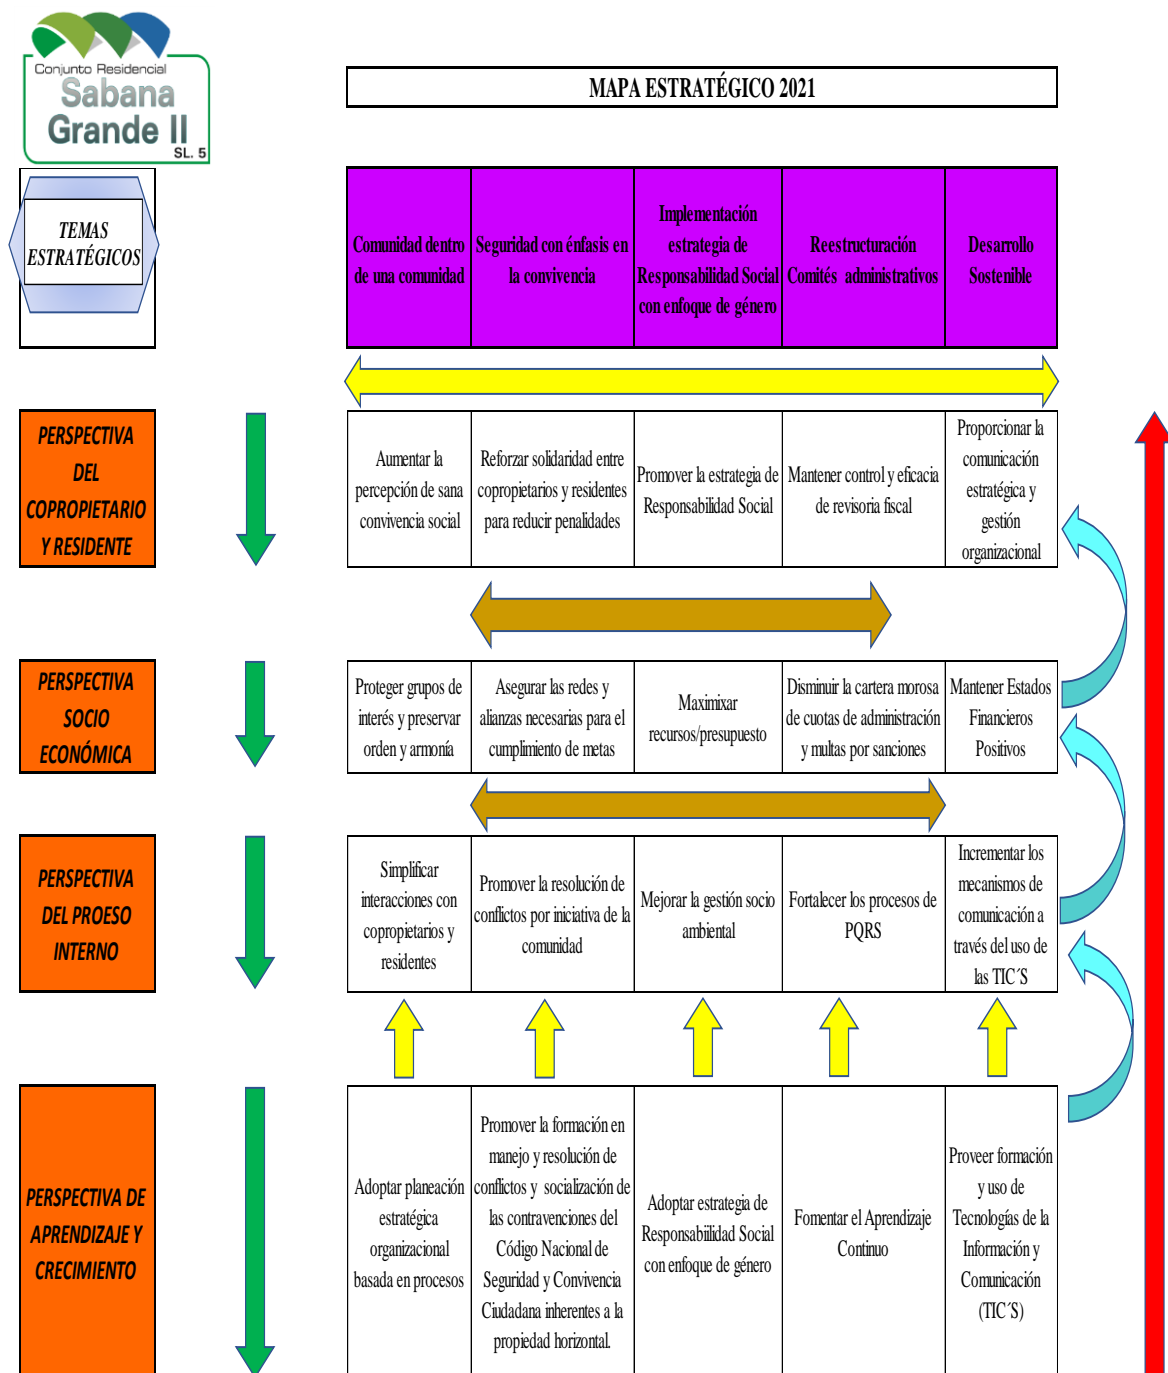 Conjunto Residencial
Sabana
Grande II
SL. 5
MAPA ESTRATÉGICO 2021
TEMAS
ESTRATÉGICOS
Comunidad dentro
de una comunidad
Seguridad con énfasis en
la convivencia
Implementación
estrategia de
Responsabilidad Social
con enfoque de género
Reestructuración
Comités administrativos
Desarrollo
Sostenible
PERSPECTIVA
DEL
COPROPIETARIO
Y RESIDENTE
Aumentar la
percepción de sana
convivencia social
Reforzar solidaridad entre
copropietarios y residentes
para reducir penalidades
Promover la estrategia de
Responsabilidad Social
Mantener control y eficacia
de revisoria fiscal
Proporcionar la
comunicación
estratégica y
gestión
organizacional
PERSPECTIVA
SOCIO
ECONÓMICA
Proteger grupos de
interés y preservar
orden y armonía
Asegurar las redes y
alianzas necesarias para el
cumplimiento de metas
Maximixar
recursos/presupuesto
Disminuir la cartera morosa
de cuotas de administración
y multas por sanciones
Mantener Estados
Financieros
Positivos
PERSPECTIVA
DEL PROESO
INTERNO
Simplificar
interacciones con
copropietarios y
residentes
Promover la resolución de
conflictos por iniciativa de la
comunidad
Mejorar la gestión socio
ambiental
Fortalecer los procesos de
PQRS
Incrementar los
mecanismos de
comunicación a
través del uso de
las TIC´S
PERSPECTIVA DE
APRENDIZAJE Y
CRECIMIENTO
Adoptar planeación
estratégica
organizacional
basada en procesos
Promover la formación en
manejo y resolución de
conflictos y socialización de
las contravenciones del
Código Nacional de
Seguridad y Convivencia
Ciudadana inherentes a la
propiedad horizontal.
Adoptar estrategia de
Responsabiliidad Social
con enfoque de género
Fomentar el Aprendizaje
Continuo
Proveer formación
y uso de
Tecnologías de la
Información y
Comunicación
(TIC´S)